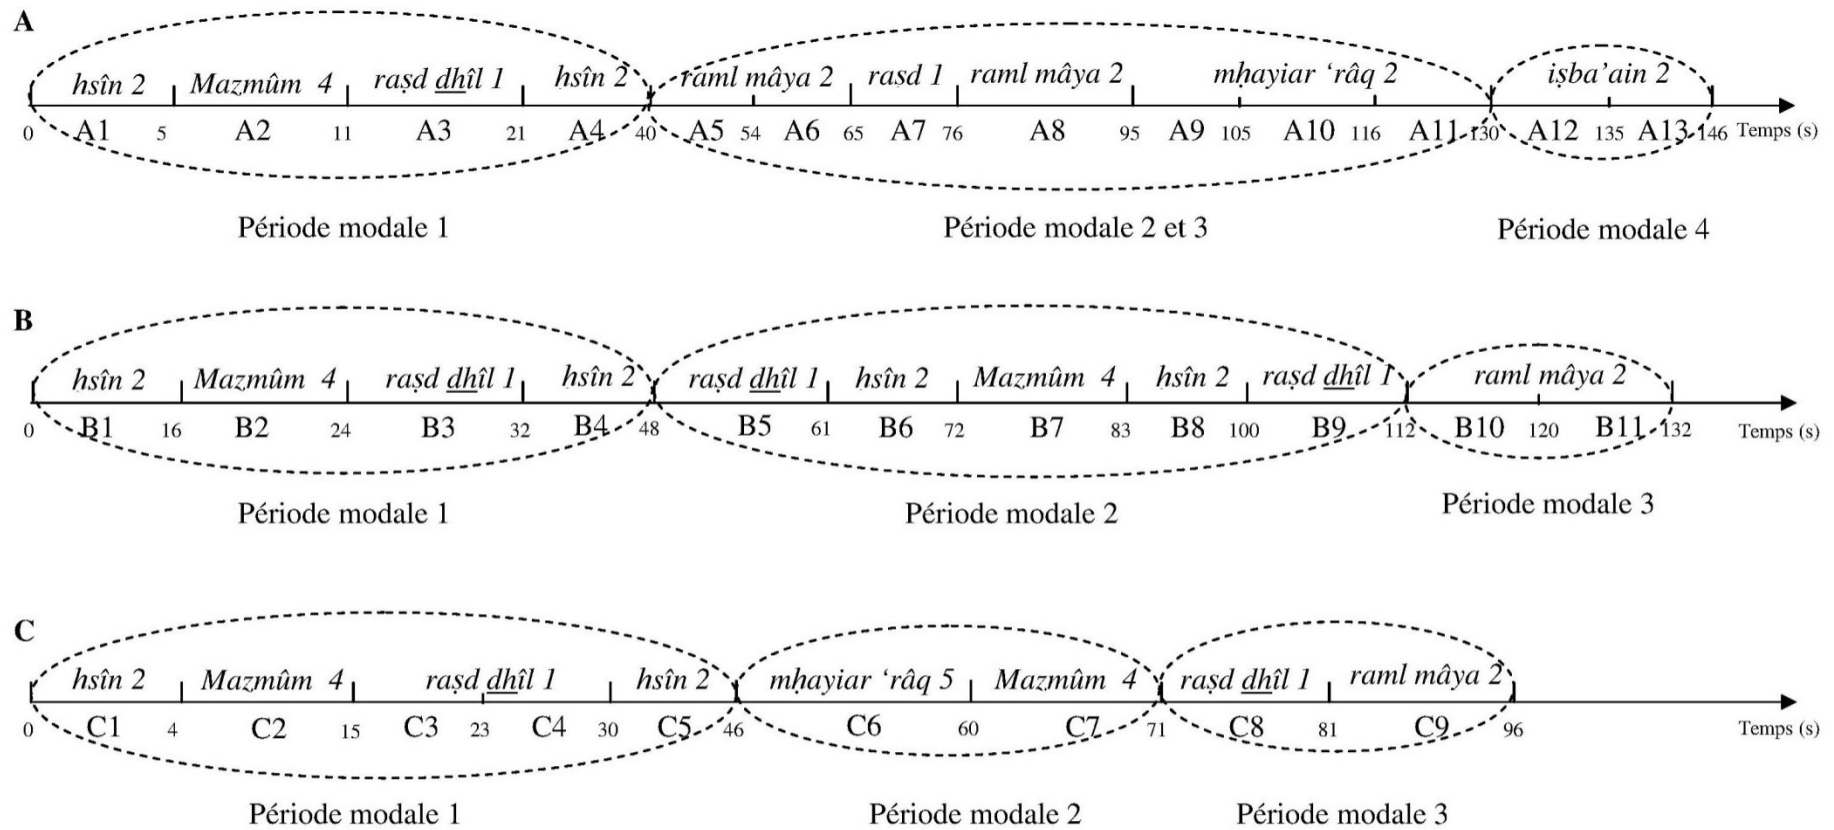 A
hsîn 2 Mazmûm 4 raṣd dhîl 1 hsîn 2 raml mâya 2 raṣd 1 raml mâya 2 mḥayiar ‘râq 2 iṣba’ain 2
0 A1 5 A2 11 A3 21 A4 40 A5 54 A6 65 A7 76 A8 95 A9 105 A10 116 A11 130 A12 135 A13 146 Temps (s)
Période modale 1 Période modale 2 et 3 Période modale 4
B
hsîn 2 Mazmûm 4 raṣd dhîl 1 hsîn 2 raṣd dhîl 1 hsîn 2 Mazmûm 4 hsîn 2 raṣd dhîl 1 raml mâya 2
0 B1 16 B2 24 B3 32 B4 48 B5 61 B6 72 B7 83 B8 100 B9 112 B10 120 B11 132 Temps (s)
Période modale 1 Période modale 2 Période modale 3
C
hsîn 2 Mazmûm 4 raṣd dhîl 1 hsîn 2 mḥayiar ‘râq 5 Mazmûm 4 raṣd dhîl 1 raml mâya 2
0 C1 4 C2 15 C3 23 C4 30 C5 46 C6 60 C7 71 C8 81 C9 96 Temps (s)
Période modale 1 Période modale 2 Période modale 3